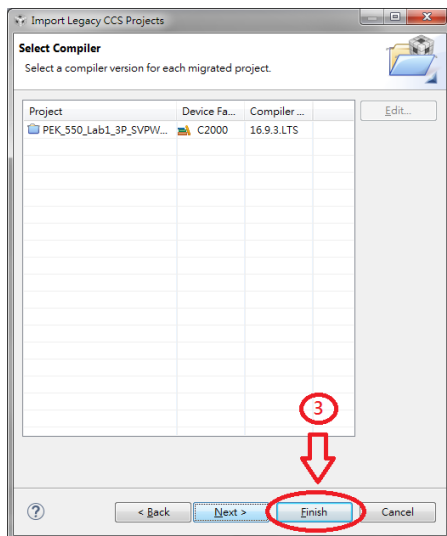 Import Legacy CCS Projects
Select Compiler
Select a compiler version for each migrated project.
Project Device Fa... Compiler ...
Edit...
PEK_550_Lab1_3P_SVPW... C2000 16.9.3.LTS
3
? < Back Next > Finish Cancel